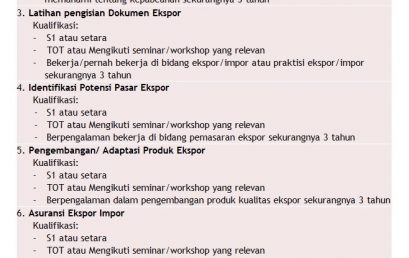 memahami tentang kepabeanan sekurangnya 3 tahun
3. Latihan pengisian Dokumen Ekspor
Kualifikasi:
- S1 atau setara
- TOT atau Mengikuti seminar/workshop yang relevan
- Bekerja/pernah bekerja di bidang ekspor/impor atau praktisi ekspor/impor
sekurangnya 3 tahun
4. Identifikasi Potensi Pasar Ekspor
Kualifikasi:
- S1 atau setara
- TOT atau Mengikuti seminar/workshop yang relevan
- Berpengalaman bekerja di bidang pemasaran ekspor sekurangnya 3 tahun
5. Pengembangan/ Adaptasi Produk Ekspor
Kualifikasi:
- S1 atau setara
- TOT atau Mengikuti seminar/workshop yang relevan
- Berpengalaman dalam pengembangan produk kualitas ekspor sekurangnya 3 tahun
6. Asuransi Ekspor Impor
Kualifikasi:
- S1 atau setara
- TOT atau Mengikuti seminar/workshop yang relevan